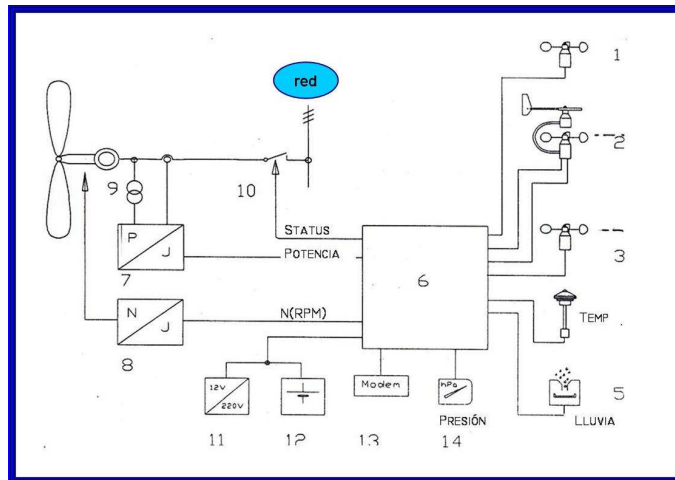 red
1
2
3
TEMP
5
LLUVIA
9
10
STATUS
POTENCIA
P
J
7
6
N
J
N(RPM)
8
12V
220V
Modem
hPa
PRESIÓN
11
12
13
14